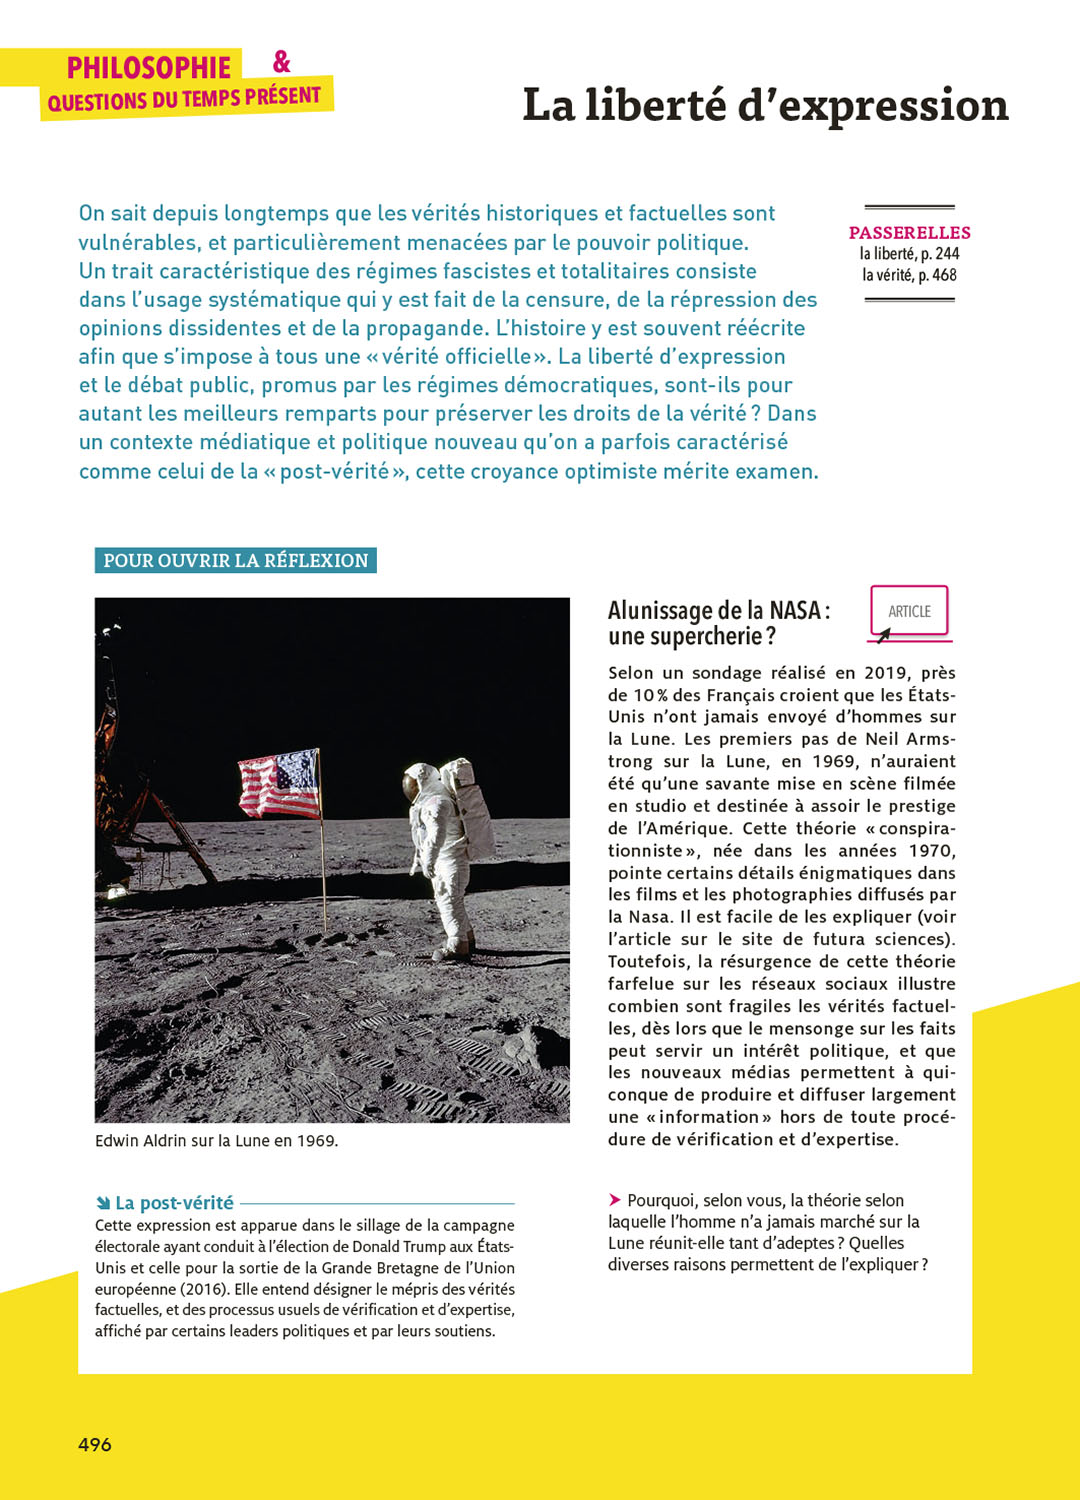 PHILOSOPHIE &
QUESTIONS DU TEMPS PRÉSENT
La liberté d’expression
On sait depuis longtemps que les vérités historiques et factuelles sont
vulnérables, et particulièrement menacées par le pouvoir politique.
Un trait caractéristique des régimes fascistes et totalitaires consiste
dans l’usage systématique qui y est fait de la censure, de la répression des
opinions dissidentes et de la propagande. L’histoire y est souvent réécrite
afin que s’impose à tous une « vérité officielle ». La liberté d’expression
et le débat public, promus par les régimes démocratiques, sont-ils pour
autant les meilleurs remparts pour préserver les droits de la vérité ? Dans
un contexte médiatique et politique nouveau qu’on a parfois caractérisé
comme celui de la « post-vérité », cette croyance optimiste mérite examen.
PASSERELLES
la liberté, p. 244
la vérité, p. 468
POUR OUVRIR LA RÉFLEXION
Edwin Aldrin sur la Lune en 1969.
La post-vérité
Cette expression est apparue dans le sillage de la campagne
électorale ayant conduit à l’élection de Donald Trump aux États-
Unis et celle pour la sortie de la Grande Bretagne de l’Union
européenne (2016). Elle entend désigner le mépris des vérités
factuelles, et des processus usuels de vérification et d’expertise,
affiché par certains leaders politiques et par leurs soutiens.
Alunissage de la NASA :
une supercherie ?
ARTICLE
Selon un sondage réalisé en 2019, près
de 10 % des Français croient que les États-
Unis n’ont jamais envoyé d’hommes sur
la Lune. Les premiers pas de Neil Arms-
trong sur la Lune, en 1969, n’auraient
été qu’une savante mise en scène filmée
en studio et destinée à assoir le prestige
de l’Amérique. Cette théorie « conspira-
tionniste », née dans les années 1970,
pointe certains détails énigmatiques dans
les films et les photographies diffusés par
la Nasa. Il est facile de les expliquer (voir
l’article sur le site de futura sciences).
Toutefois, la résurgence de cette théorie
farfelue sur les réseaux sociaux illustre
combien sont fragiles les vérités factuel-
les, dès lors que le mensonge sur les faits
peut servir un intérêt politique, et que
les nouveaux médias permettent à qui-
conque de produire et diffuser largement
une « information » hors de toute procé-
dure de vérification et d’expertise.
Pourquoi, selon vous, la théorie selon
laquelle l’homme n’a jamais marché sur la
Lune réunit-elle tant d’adeptes ? Quelles
diverses raisons permettent de l’expliquer ?
496